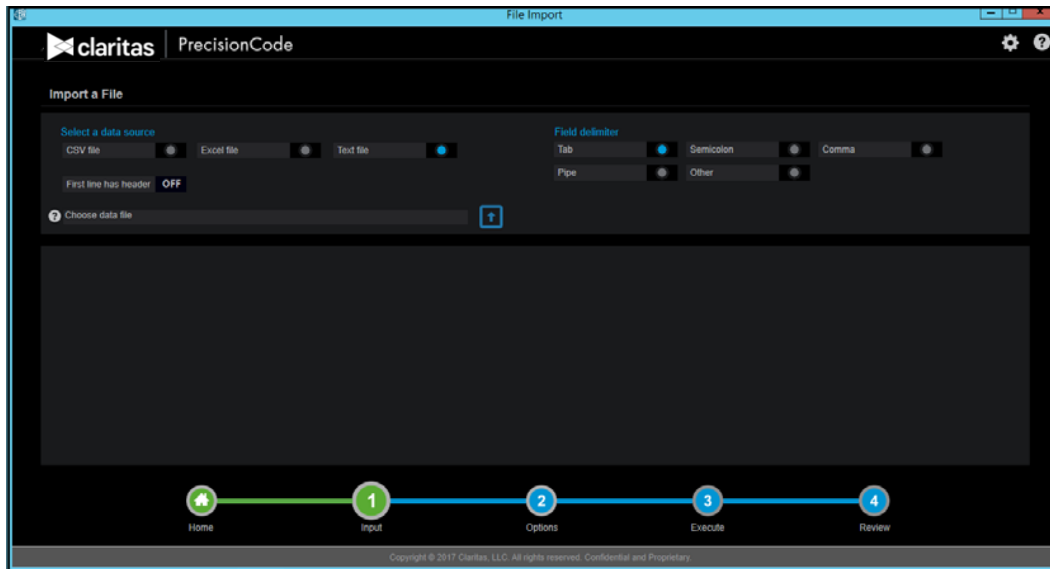 File Import
claritas PrecisionCode
Import a File
Select a data source
CSV file Excel file Text file
First line has header OFF
Choose data file
Field delimiter
Tab Semicolon Comma
Pipe Other
1 2 3 4
Home Input Options Execute Review
Copyright © 2017 Claritas, LLC. All rights reserved. Confidential and Proprietary.